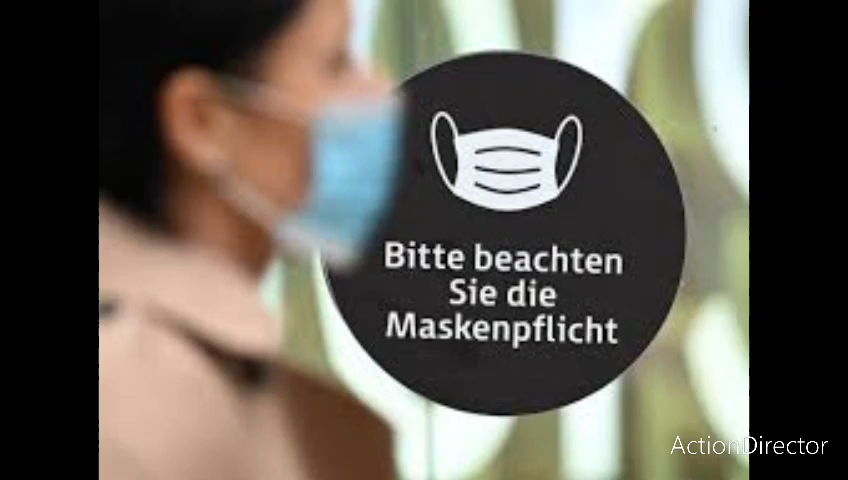 Bitte beachten
Sie die
Maskenpflicht
ActionDirector